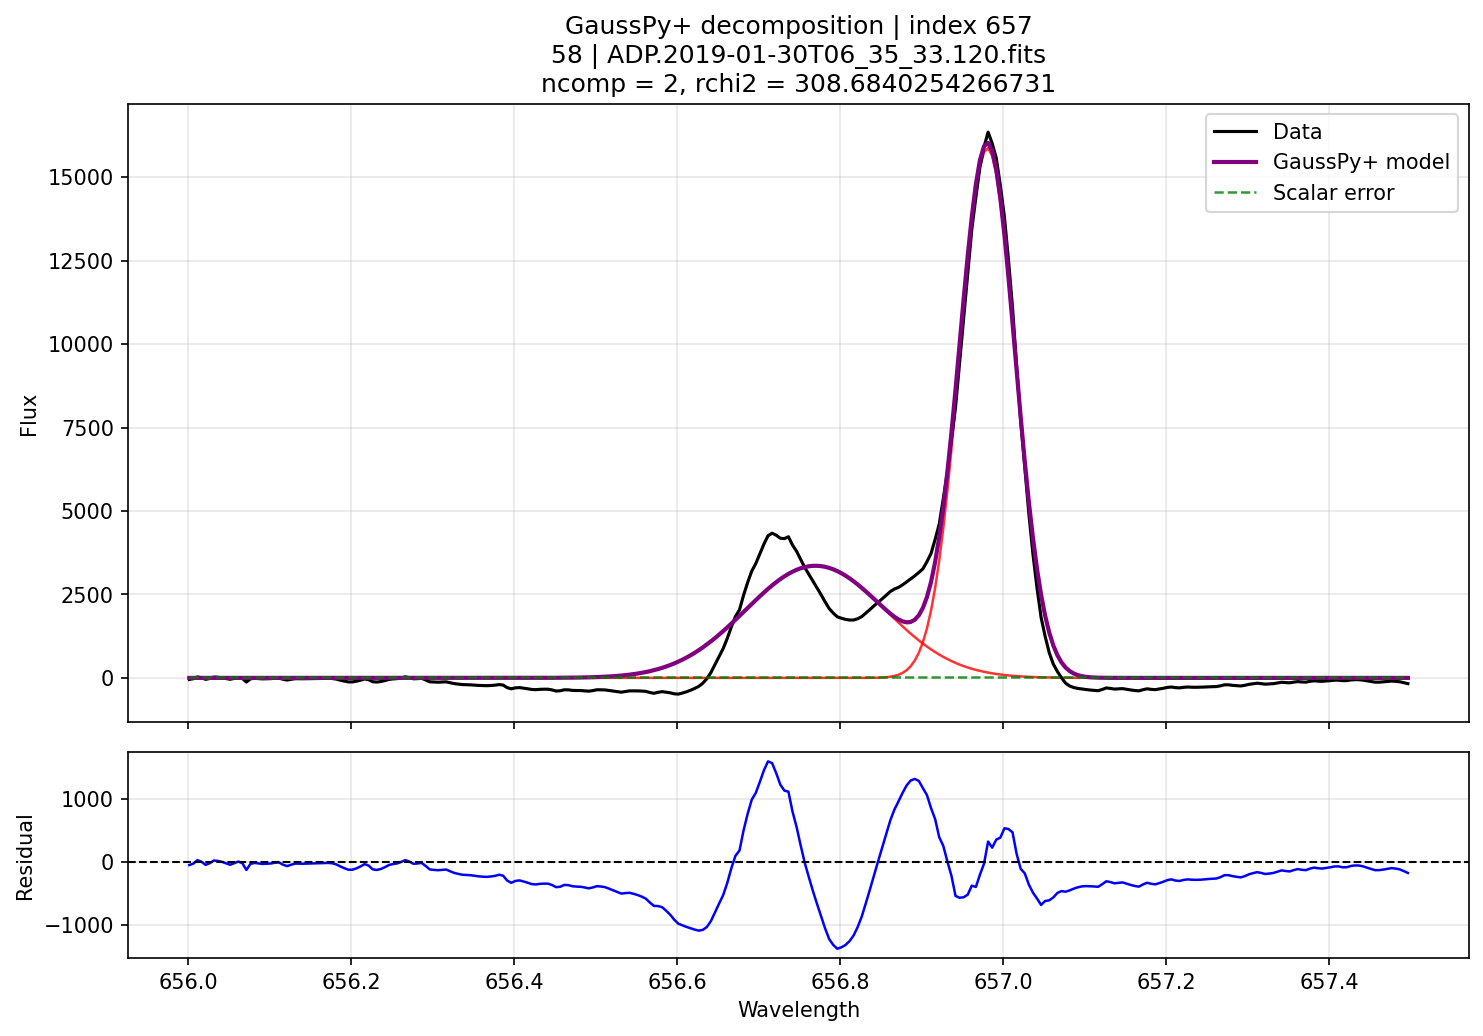 GaussPy+ decomposition | index 657
58 | ADP.2019-01-30T06_35_33.120.fits
ncomp = 2, rchi2 = 308.6840254266731
Data
GaussPy+ model
Scalar error
Flux
15000
12500
10000
7500
5000
2500
0
Residual
1000
0
−1000
656.0 656.2 656.4 656.6 656.8 657.0 657.2 657.4
Wavelength